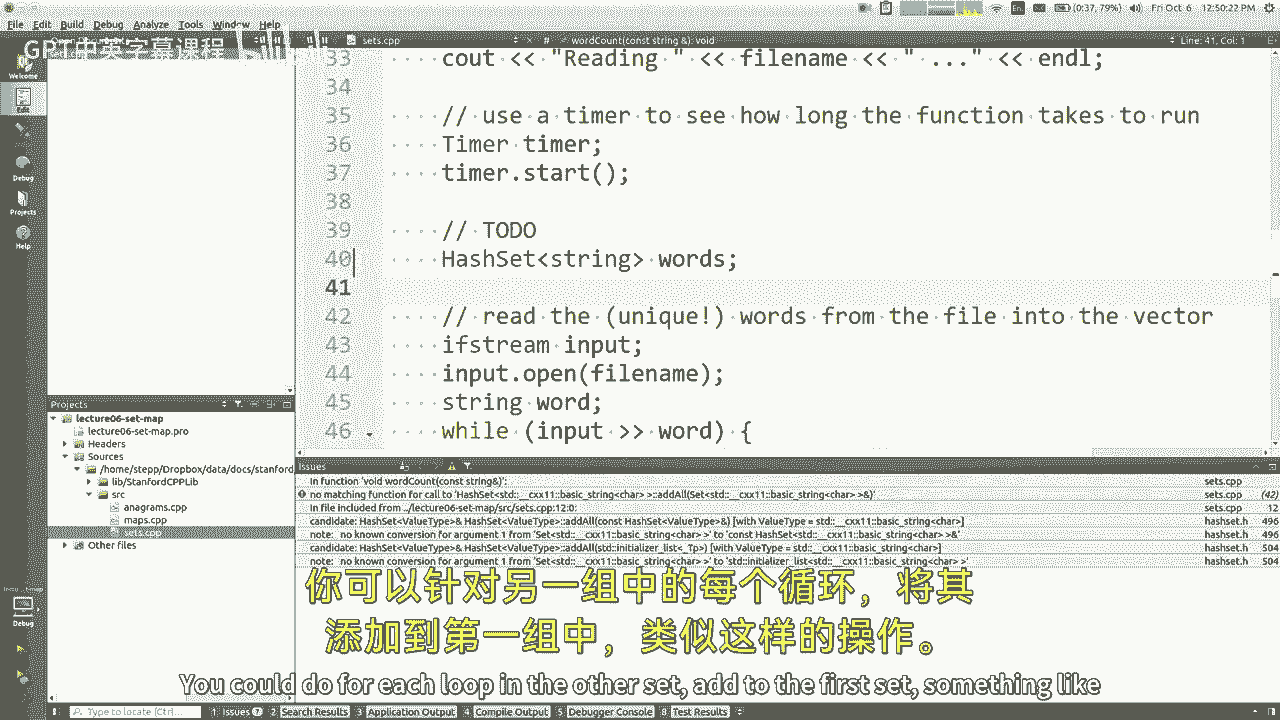 File Edit Build Debug Analyze Tools Window Help
En
(0:37, 79%)
Fri Oct 6 12:50:22 PM
GPT中英字幕课程
bilibili
sets.cpp
# wordCount(const string &): void
Line: 41, Col: 1
Welcome
Edit
Debug
Projects
Help
33 cout << "Reading " << filename << " ..." << endl;
34
35 // use a timer to see how long the function takes to run
36 Timer timer;
37 timer.start();
38
39 // TODO
40 HashSet<string> words;
41
42 // read the (unique!) words from the file into the vector
43 ifstream input;
44 input.open(filename);
45 string word;
46 while (input >> word) {
Projects
lecture06-set-map
lecture06-set-map.pro
Headers
Sources
/home/stepp/Dropbox/data/docs/stanford
lib/StanfordCPPLib
src
anagrams.cpp
maps.cpp
sets.cpp
Other files
Issues
In function 'void wordCount(const string&)': sets.cpp
no matching function for call to 'HashSet<std::__cxx11::basic_string<char> >::addAll(Set<std::__cxx11::basic_string<char> >&)' sets.cpp (42)
In file included from ../lecture06-set-map/src/sets.cpp:12:0: sets.cpp 12
candidate: HashSet<ValueType>& HashSet<ValueType>::addAll(const HashSet<ValueType>&) [with ValueType = std::__cxx11::basic_string<char>] hashset.h 496
note: no known conversion for argument 1 from 'Set<std::__cxx11::basic_string<char> >' to 'const HashSet<std::__cxx11::basic_string<char> >&' hashset.h 496
candidate: HashSet<ValueType>& HashSet<ValueType>::addAll(std::initializer_list<_Tp>) [with ValueType = std::__cxx11::basic_string<char>] hashset.h 504
note: no known conversion for argument 1 from 'Set<std::__cxx11::basic_string<char> >' to 'std::initializer_list<std::__cxx11::basic_string<char> >' hashset.h 504
你可以针对另一组中的每个循环，将其
添加到第一组中，类似这样的操作。
You could do for each loop in the other set, add to the first set, something like
Debug
Type to locate (Ctrl...
1 Issues 7 2 Search Results 3 Application Output 4 Compile Output 5 Debugger Console 8 Test Results